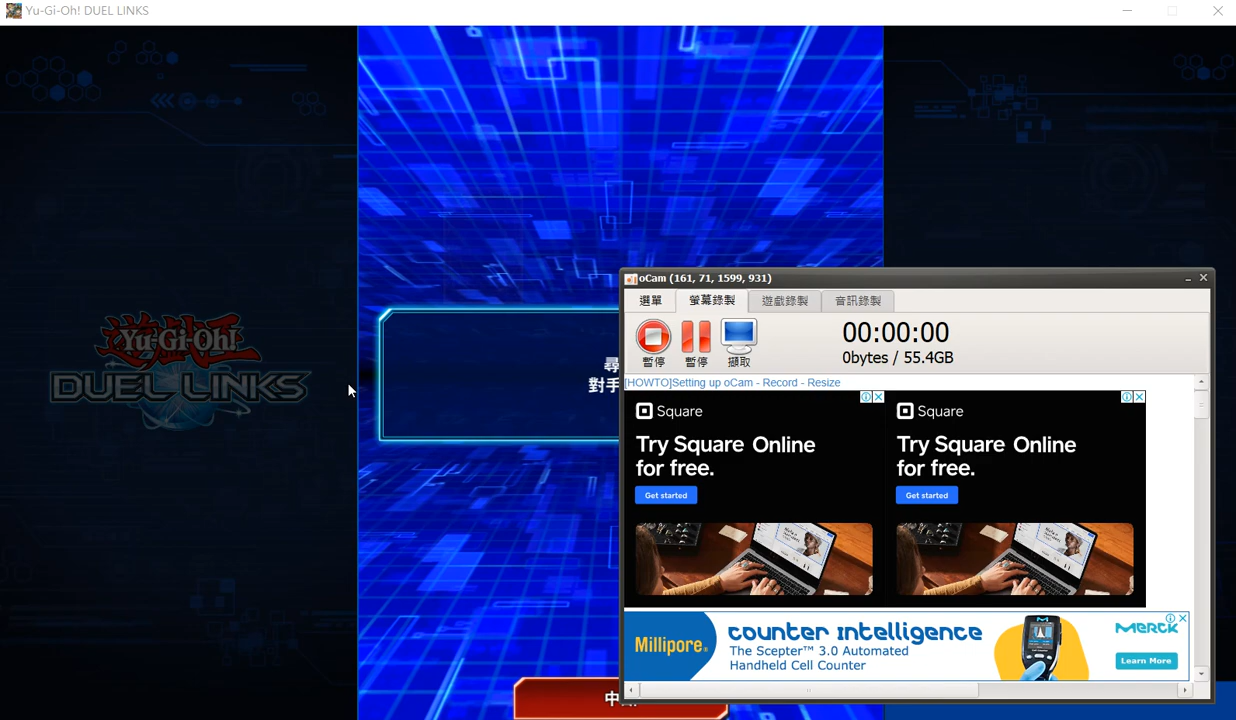 Yu-Gi-Oh! DUEL LINKS
Yu-Gi-Oh!
DUEL LINKS
尋
對手
中
oCam (161, 71, 1599, 931)
選單
螢幕錄製
遊戲錄製
音訊錄製
暫停
暫停
擷取
00:00:00
0bytes / 55.4GB
[HOWTO]Setting up oCam - Record - Resize
Square
Try Square Online
for free.
Get started
Square
Try Square Online
for free.
Get started
Millipore
counter intelligence
The Scepter™ 3.0 Automated
Handheld Cell Counter
MERCK
Learn More